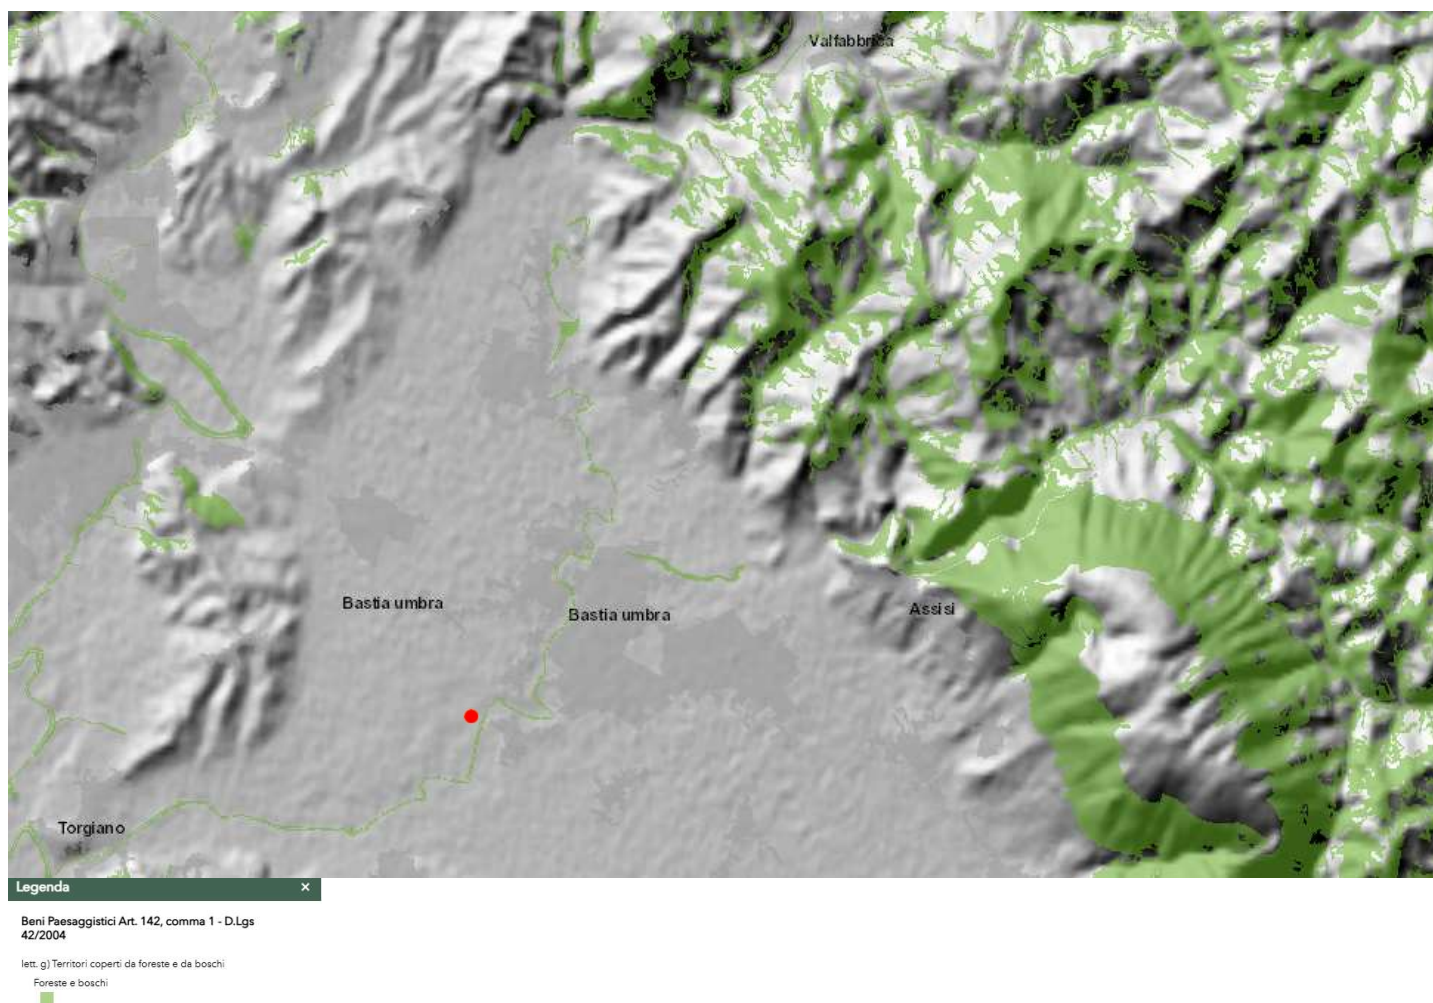 Valfabbrica
Bastia umbra
Bastia umbra
Assisi
Torgiano
Legenda ×
Beni Paesaggistici Art. 142, comma 1 - D.Lgs
42/2004
lett. g) Territori coperti da foreste e da boschi
Foreste e boschi